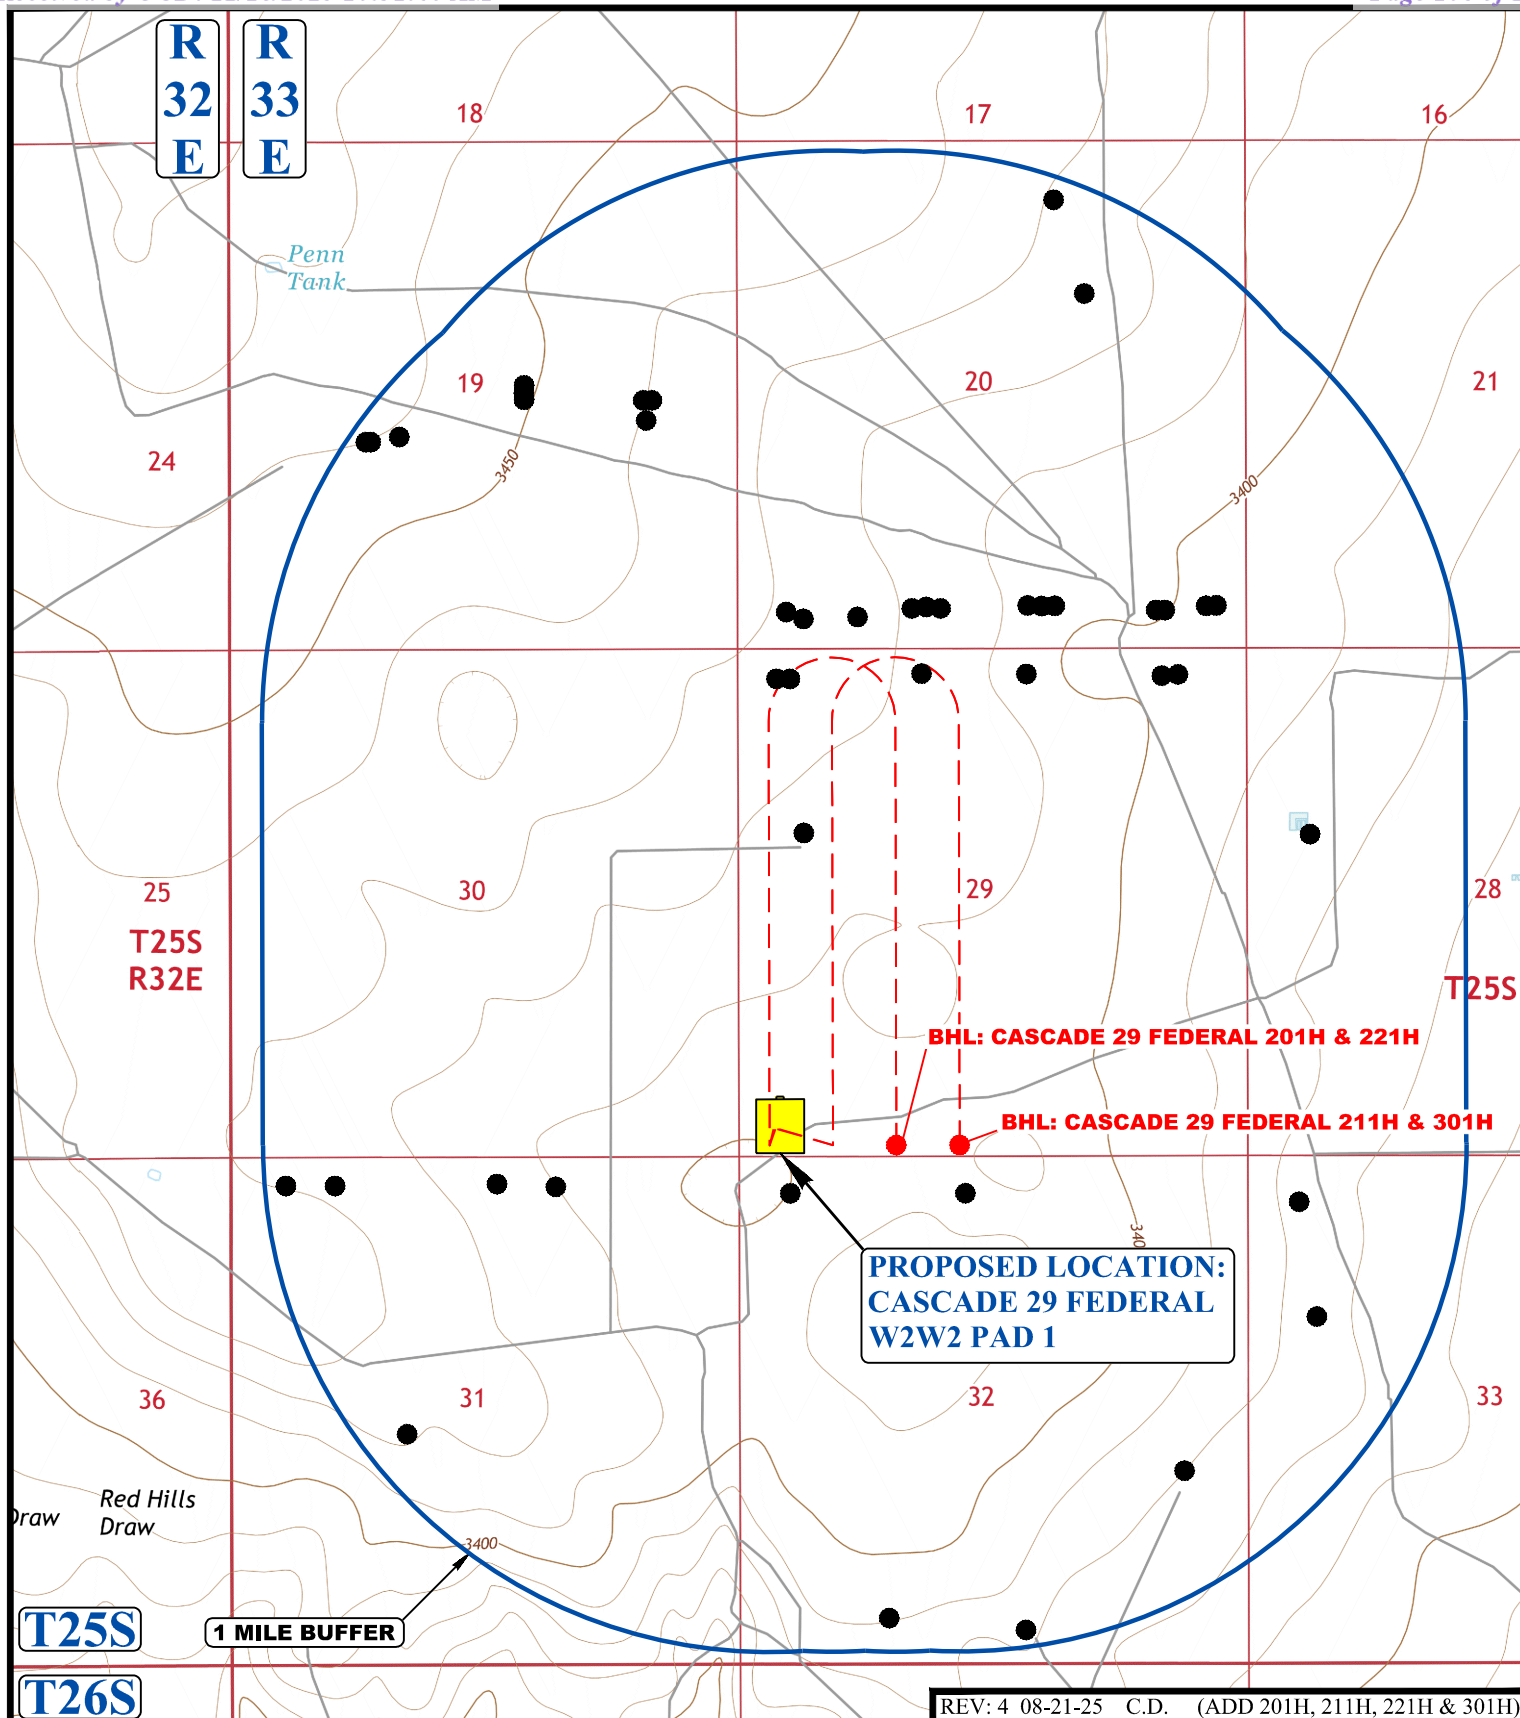 R
32
E
R
33
E
18
17
16
Penn
Tank
19
20
21
24
3450
3400
25
30
29
28
T25S
R32E
T25S
BHL: CASCADE 29 FEDERAL 201H & 221H
BHL: CASCADE 29 FEDERAL 211H & 301H
340
PROPOSED LOCATION:
CASCADE 29 FEDERAL
W2W2 PAD 1
36
31
32
33
Red Hills
Draw
Draw
3400
1 MILE BUFFER
T25S
T26S
REV: 4 08-21-25 C.D. (ADD 201H, 211H, 221H & 301H)